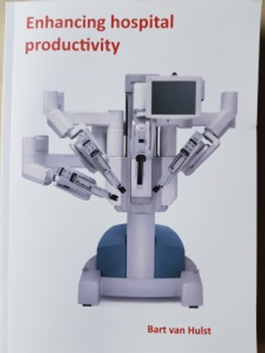 Enhancing hospital
productivity
Bart van Hulst